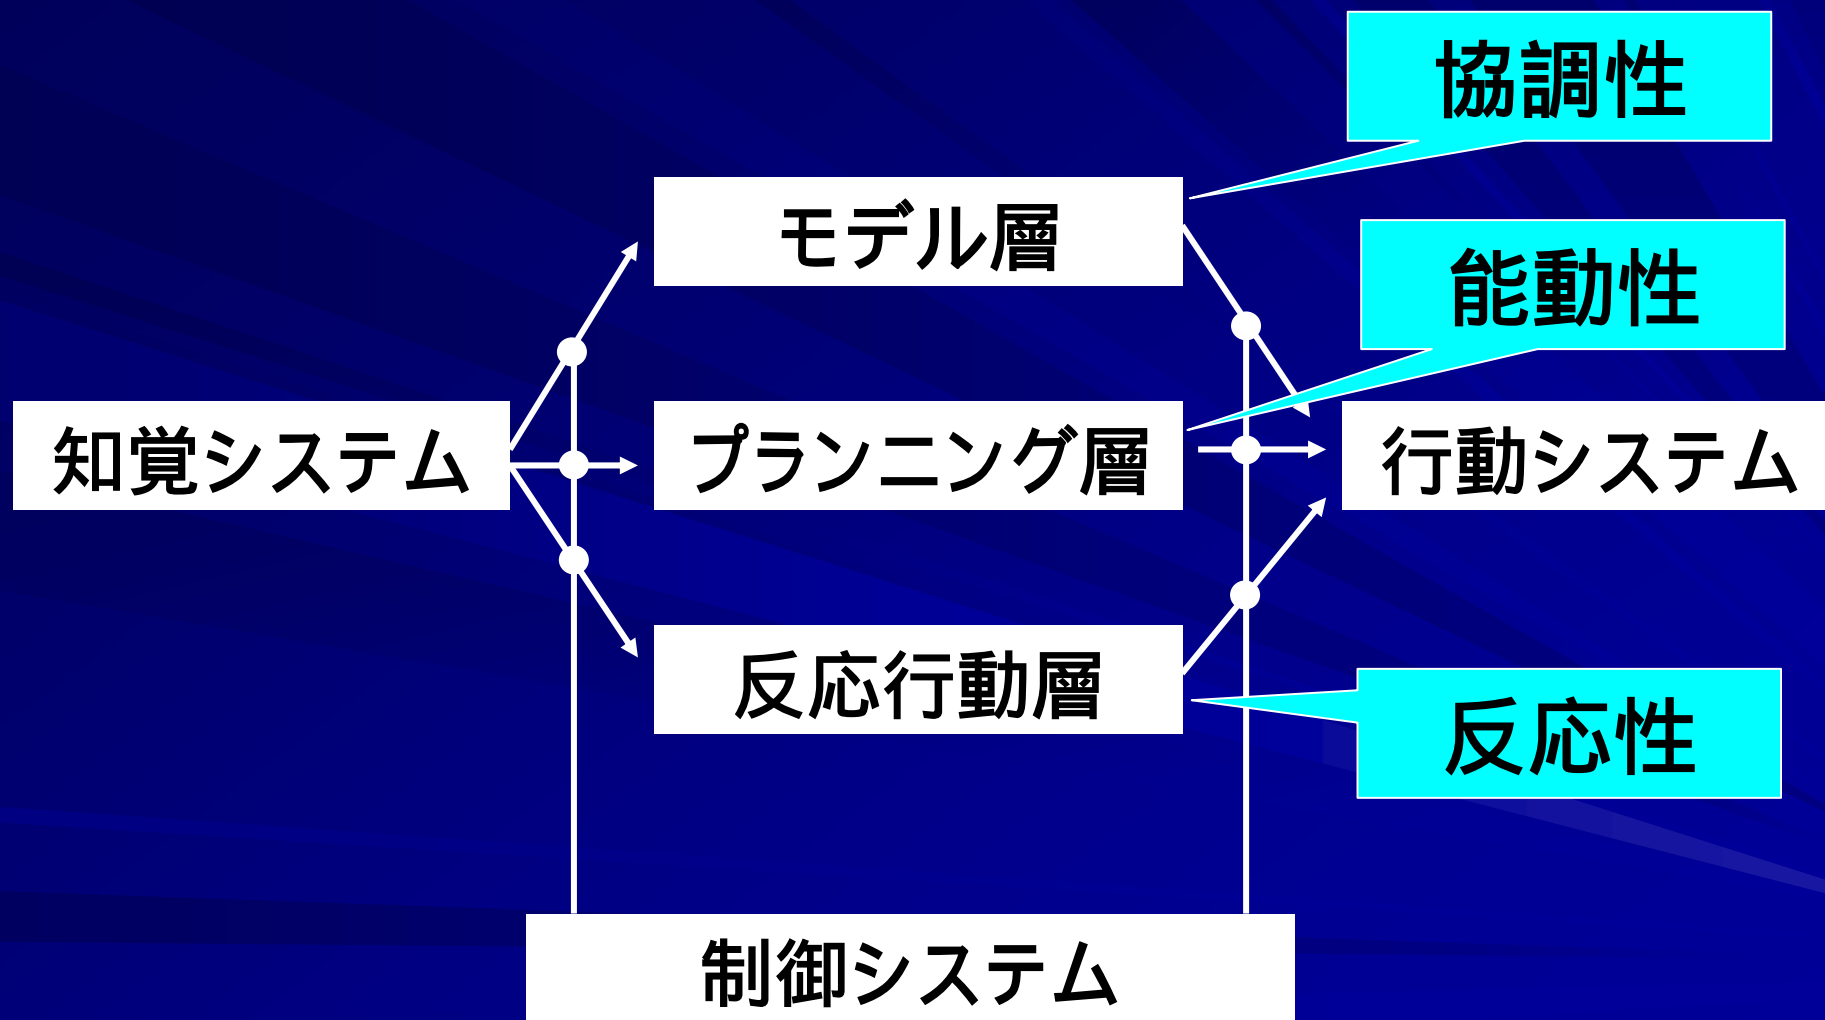 協調性
モデル層
能動性
知覚システム
プランニング層
行動システム
反応行動層
反応性
制御システム